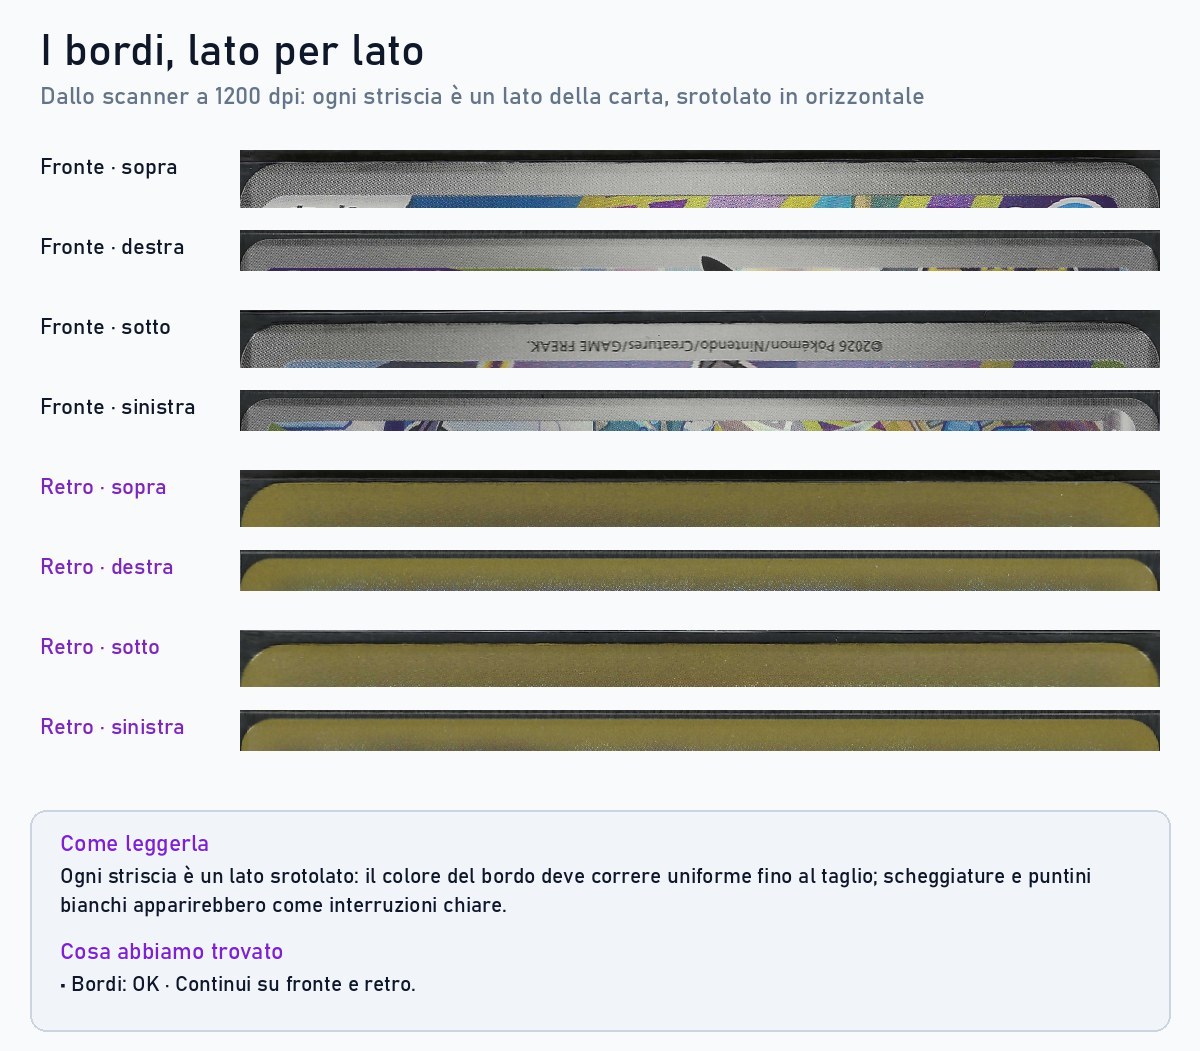 I bordi, lato per lato
Dallo scanner a 1200 dpi: ogni striscia è un lato della carta, srotolato in orizzontale
Fronte · sopra
Fronte · destra
Fronte · sotto
©2026 Pokémon/Nintendo/Creatures/GAME FREAK.
Fronte · sinistra
Retro · sopra
Retro · destra
Retro · sotto
Retro · sinistra
Come leggerla
Ogni striscia è un lato srotolato: il colore del bordo deve correre uniforme fino al taglio; scheggiature e puntini
bianchi apparirebbero come interruzioni chiare.
Cosa abbiamo trovato
▪ Bordi: OK · Continui su fronte e retro.